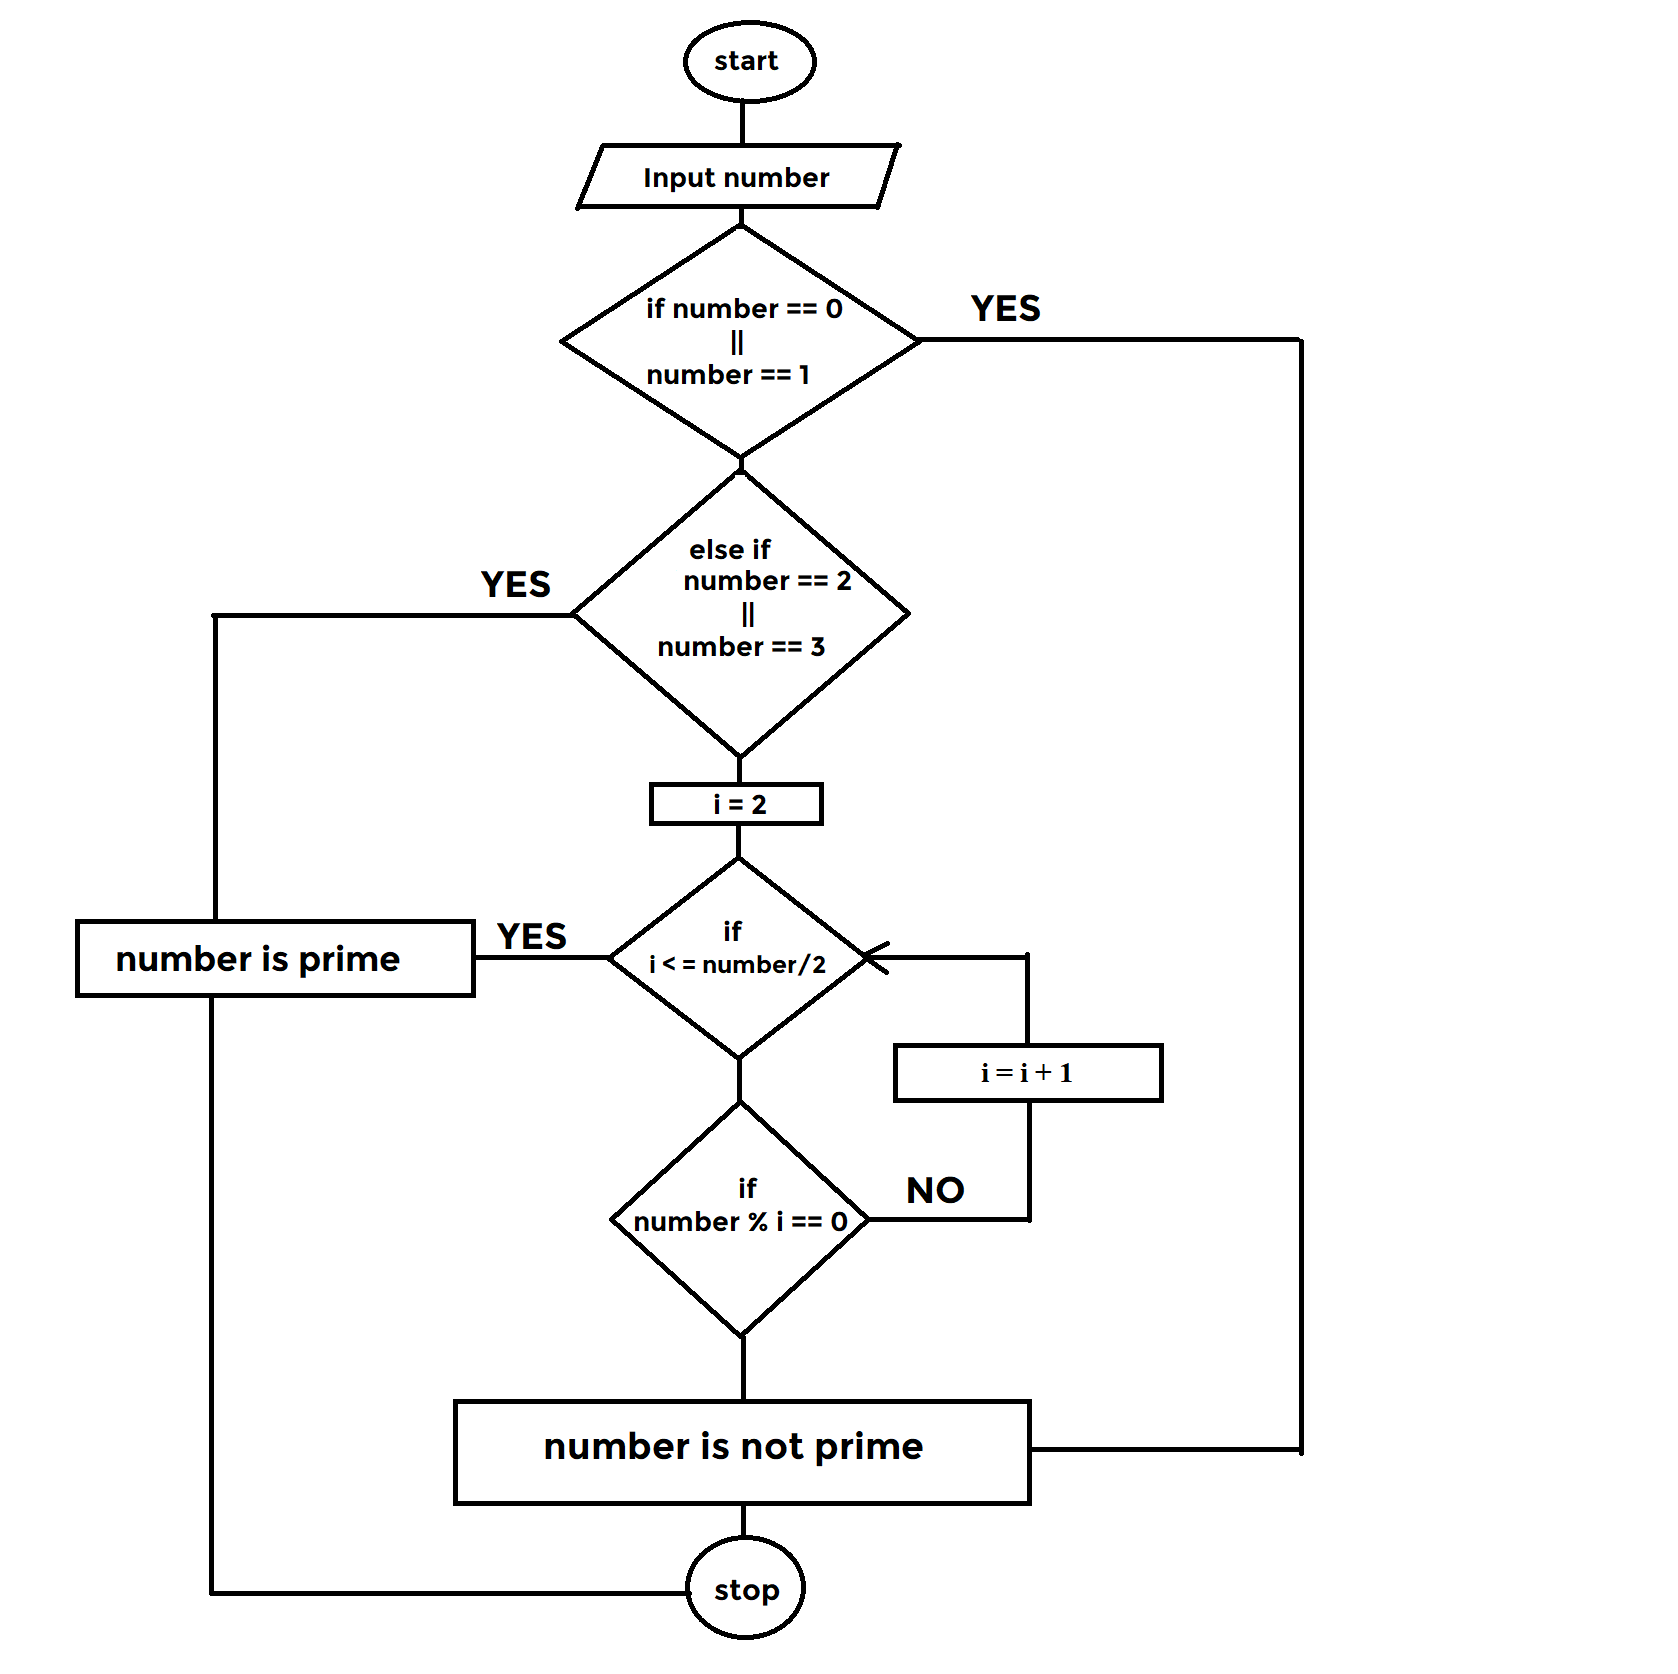 start
Input number
if number == 0
||
number == 1
YES
else if
number == 2
||
number == 3
YES
i = 2
if
i < = number/2
YES
number is prime
i = i + 1
if
number % i == 0
NO
number is not prime
stop